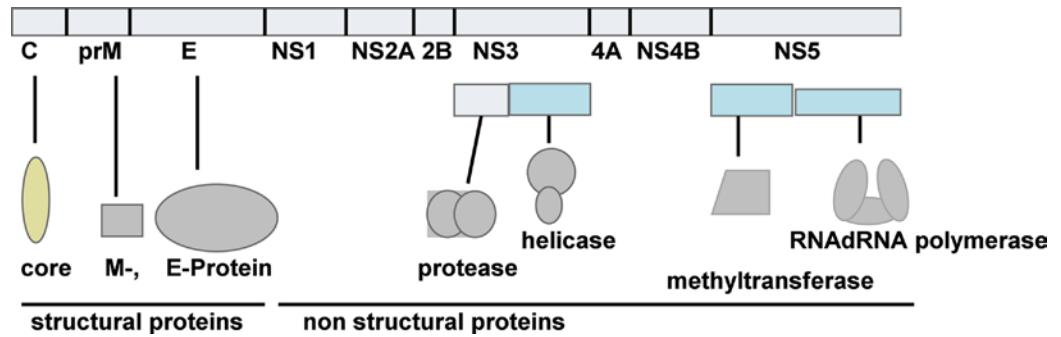 C prM E NS1 NS2A 2B NS3 4A NS4B NS5
helicase RNAdRNA polymerase
core M-, E-Protein protease
methyltransferase
structural proteins non structural proteins